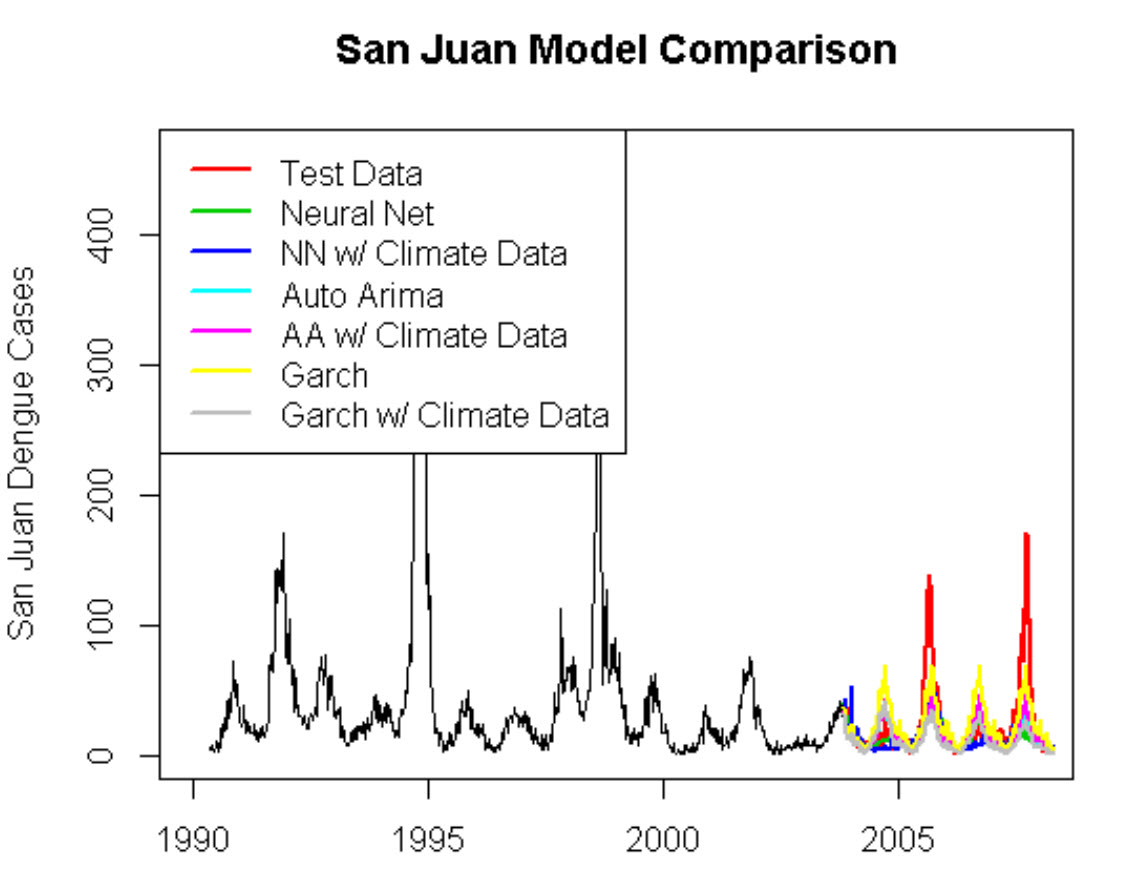 San Juan Model Comparison
Test Data
Neural Net
NN w/ Climate Data
Auto Arima
AA w/ Climate Data
Garch
Garch w/ Climate Data
San Juan Dengue Cases
400
300
200
100
0
1990 1995 2000 2005